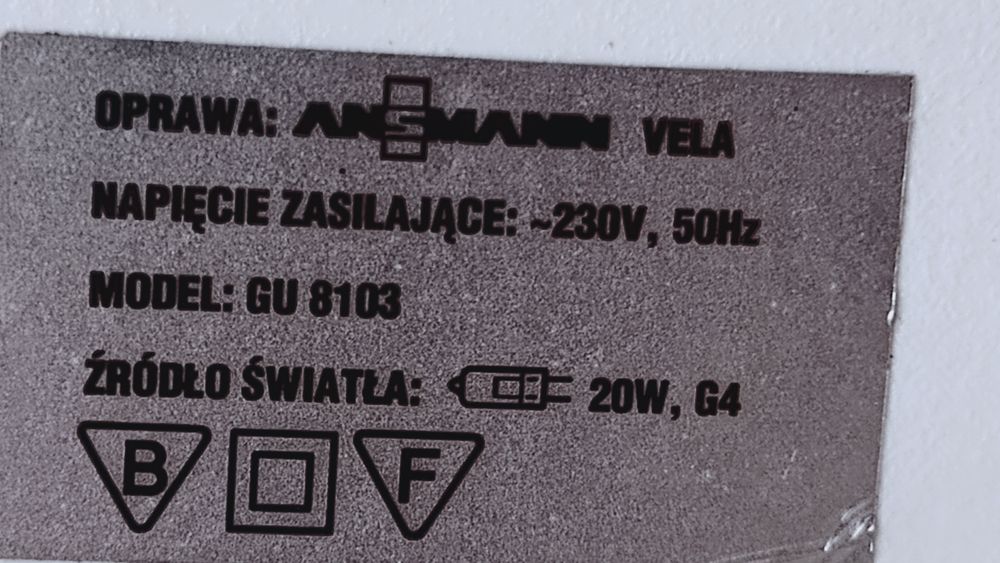 OPRAWA: ANSMANN VELA
NAPIĘCIE ZASILAJĄCE: ~230V, 50Hz
MODEL: GU 8103
ŹRÓDŁO ŚWIATŁA: 20W, G4
B F